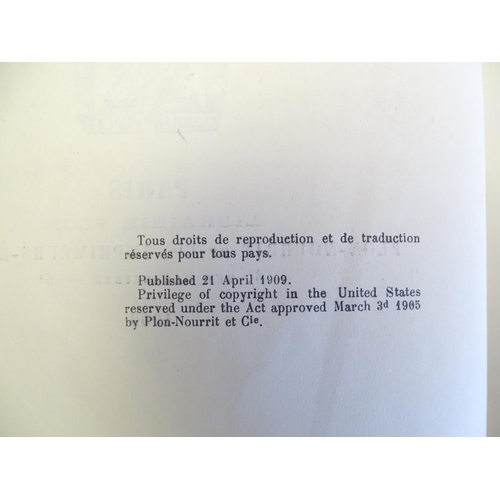 Tous droits de reproduction et de traduction
réservés pour tous pays.
Published 21 April 1909.
Privilege of copyright in the United States
reserved under the Act approved March 3d 1905
by Plon-Nourrit et Cie.